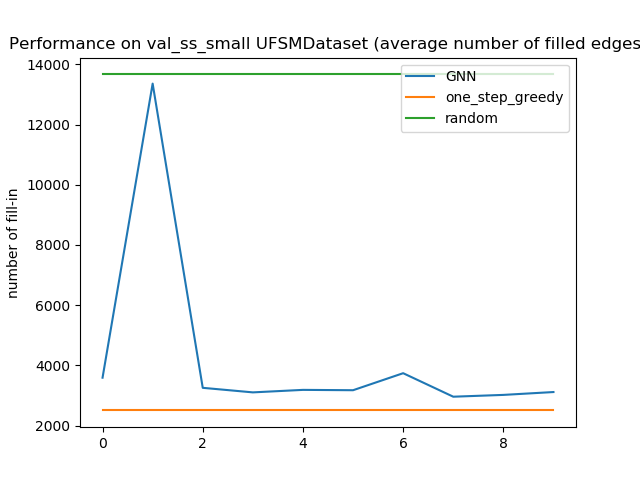 Performance on val_ss_small UFSMDataset (average number of filled edges
GNN
one_step_greedy
random
number of fill-in
14000
12000
10000
8000
6000
4000
2000
0 2 4 6 8